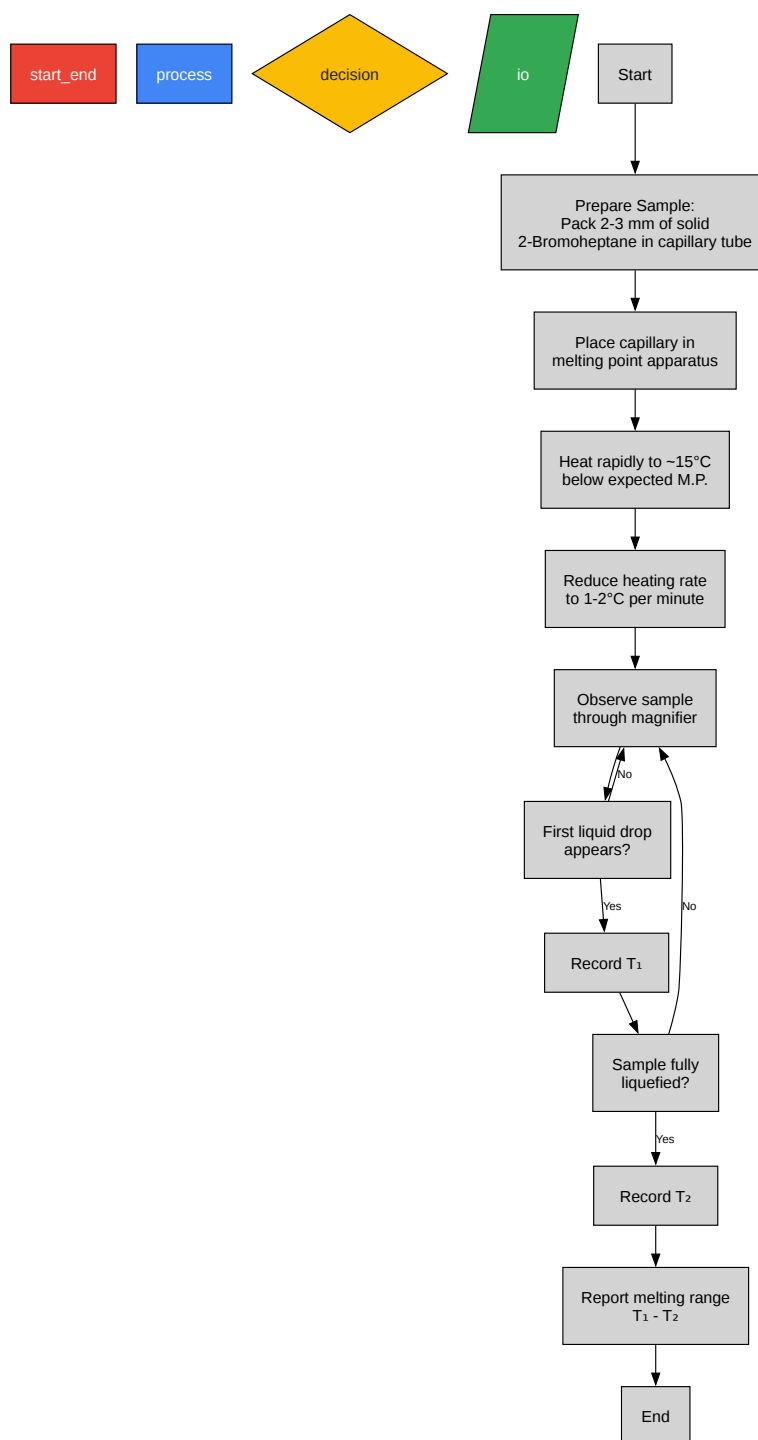 start_end
process
decision
io
Start
Prepare Sample:
Pack 2-3 mm of solid
2-Bromoheptane in capillary tube
Place capillary in
melting point apparatus
Heat rapidly to ~15°C
below expected M.P.
Reduce heating rate
to 1-2°C per minute
Observe sample
through magnifier
No
First liquid drop
appears?
Yes
No
Record T₁
Sample fully
liquefied?
Yes
Record T₂
Report melting range
T₁ - T₂
End